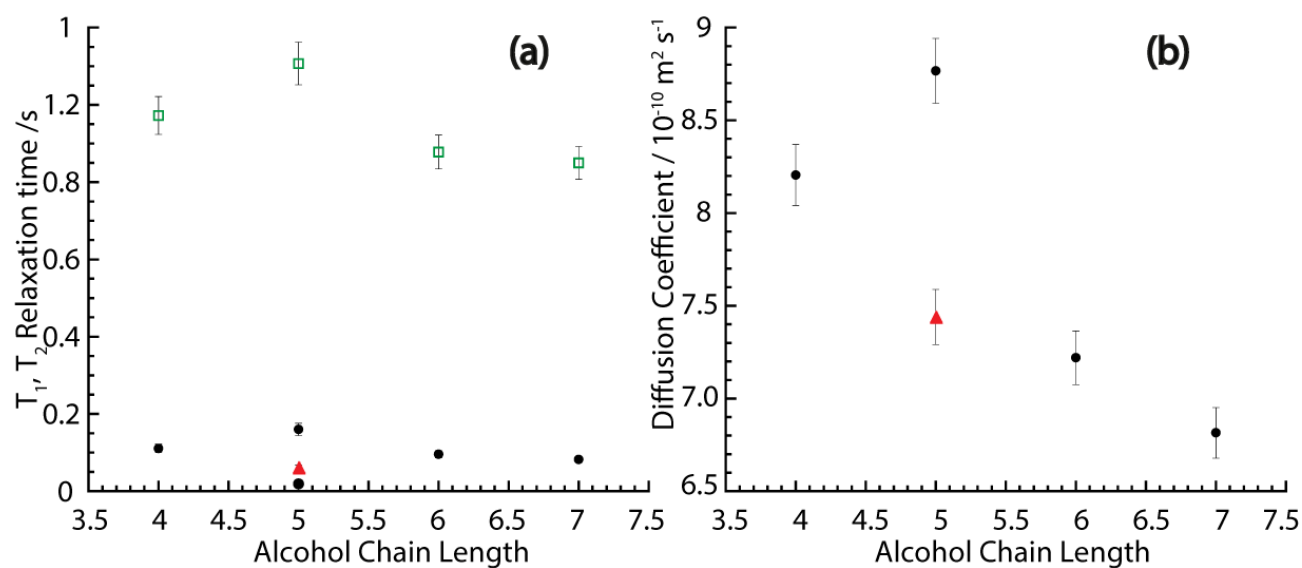 (a)
T₁, T₂ Relaxation time /s
1
1.2
0.8
0.6
0.4
0.2
0
3.5 4 4.5 5 5.5 6 6.5 7 7.5
Alcohol Chain Length
(b)
Diffusion Coefficient / 10⁻¹⁰ m² s⁻¹
9
8.5
8
7.5
7.0
6.5
3.5 4 4.5 5 5.5 6 6.5 7 7.5
Alcohol Chain Length